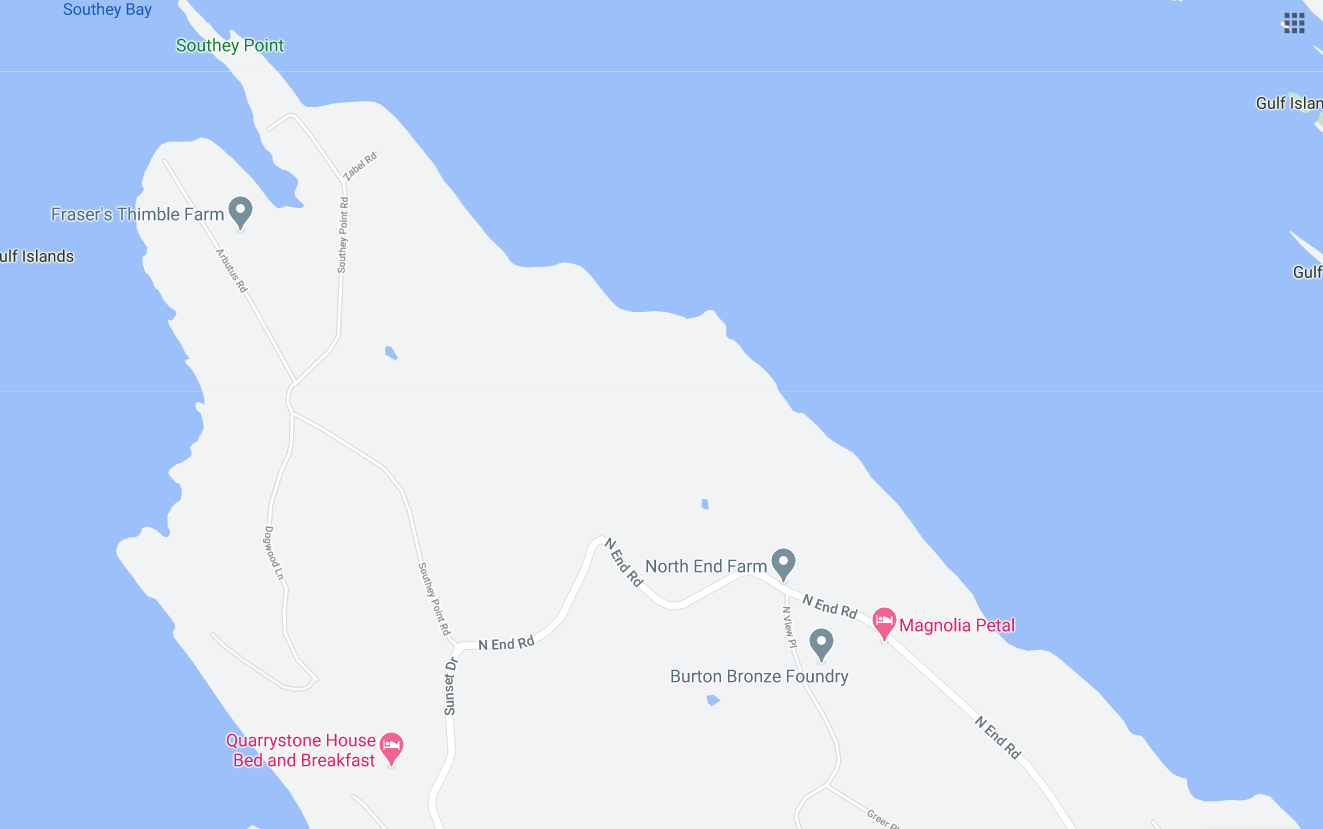 Southey Bay
Southey Point
Gulf Islan
Zabel Rd
Fraser's Thimble Farm
Southey Point Rd
ulf Islands
Arbutus Rd
Gulf
Dogwood Ln
N End Rd
North End Farm
Southey Point Rd
N End Rd
N View Pl
Magnolia Petal
N End Rd
Burton Bronze Foundry
Sunset Dr
N End Rd
Quarrystone House
Bed and Breakfast
Greer Pl